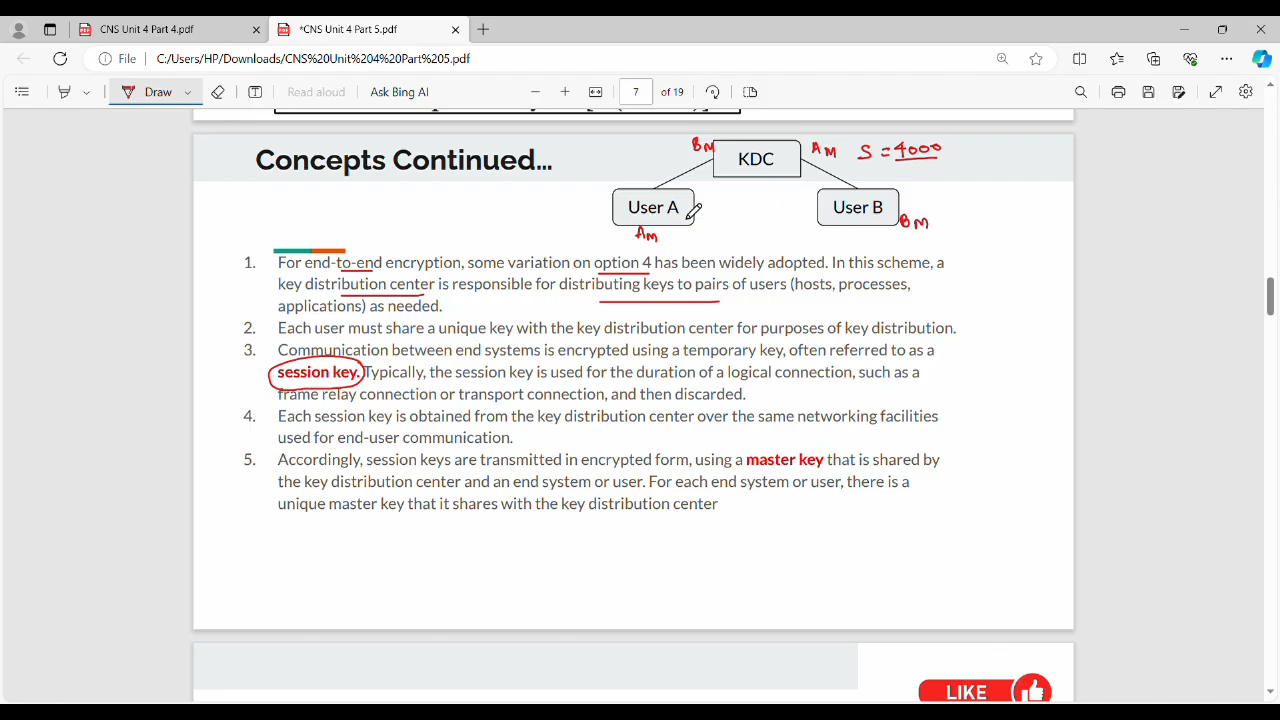 CNS Unit 4 Part 4.pdf
*CNS Unit 4 Part 5.pdf
File
C:/Users/HP/Downloads/CNS%20Unit%204%20Part%205.pdf
Draw
Read aloud
Ask Bing AI
7
of 19
Concepts Continued...
BM
KDC
AM
S = 4000
User A
User B
AM
BM
1. For end-to-end encryption, some variation on option 4 has been widely adopted. In this scheme, a
key distribution center is responsible for distributing keys to pairs of users (hosts, processes,
applications) as needed.
2. Each user must share a unique key with the key distribution center for purposes of key distribution.
3. Communication between end systems is encrypted using a temporary key, often referred to as a
session key. Typically, the session key is used for the duration of a logical connection, such as a
frame relay connection or transport connection, and then discarded.
4. Each session key is obtained from the key distribution center over the same networking facilities
used for end-user communication.
5. Accordingly, session keys are transmitted in encrypted form, using a master key that is shared by
the key distribution center and an end system or user. For each end system or user, there is a
unique master key that it shares with the key distribution center
LIKE